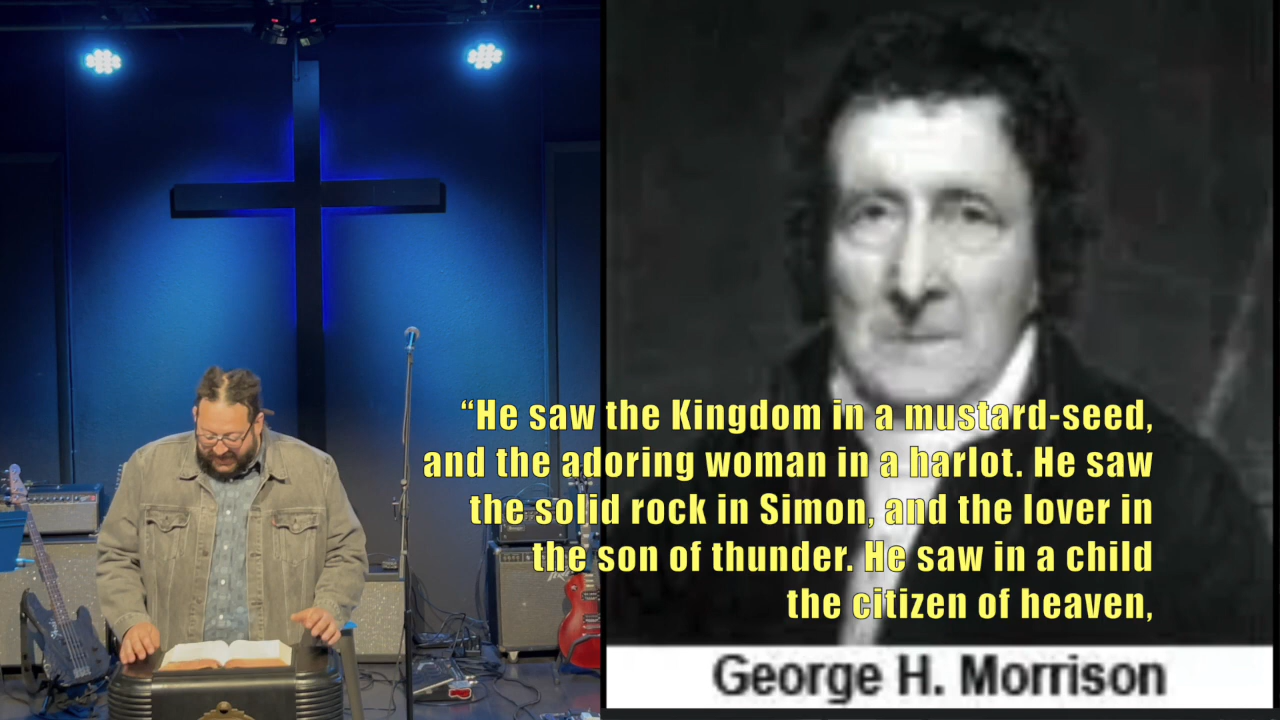 “He saw the Kingdom in a mustard-seed,
and the adoring woman in a harlot. He saw
the solid rock in Simon, and the lover in
the son of thunder. He saw in a child
the citizen of heaven,
George H. Morrison